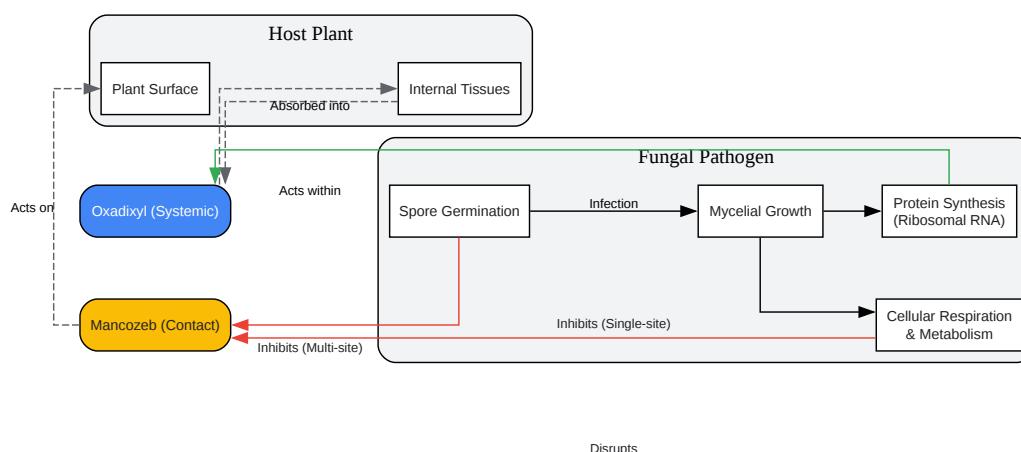 Host Plant
Plant Surface
Internal Tissues
Absorbed into
Fungal Pathogen
Acts on
Oxadixyl (Systemic)
Acts within
Spore Germination
Infection
Mycelial Growth
Protein Synthesis
(Ribosomal RNA)
Mancozeb (Contact)
Inhibits (Single-site)
Inhibits (Multi-site)
Cellular Respiration
& Metabolism
Disrupts